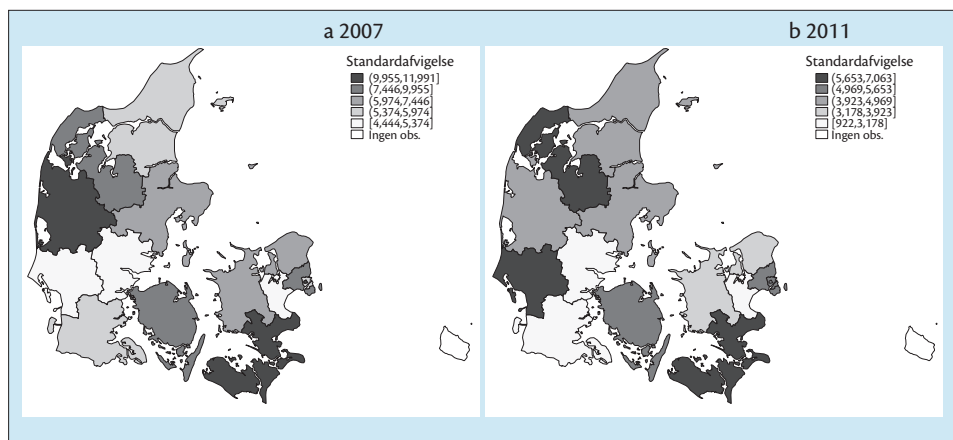 a 2007
Standardafvigelse
(9,955,11,991]
(7,446,9,955]
(5,974,7,446]
(5,374,5,974]
[4,444,5,374]
Ingen obs.
b 2011
Standardafvigelse
(5,653,7,063]
(4,969,5,653]
(3,923,4,969]
(3,178,3,923]
[922,3,178]
Ingen obs.